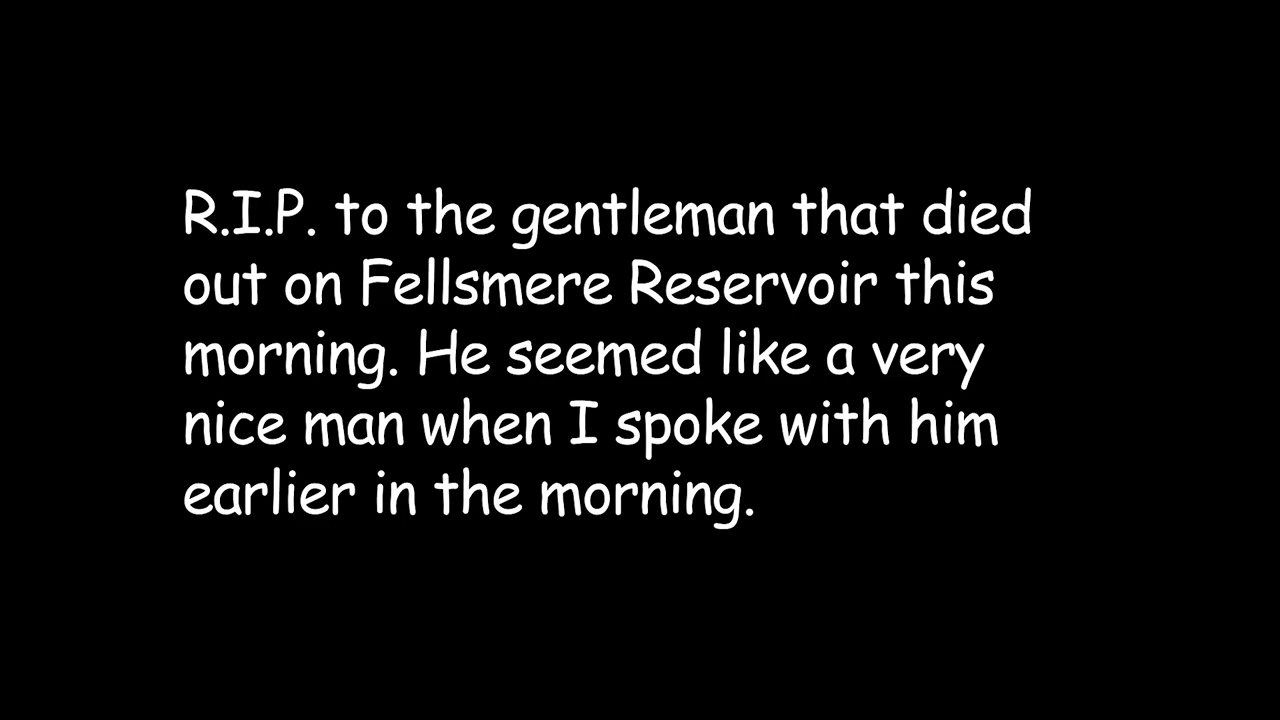 R.I.P. to the gentleman that died
out on Fellsmere Reservoir this
morning. He seemed like a very
nice man when I spoke with him
earlier in the morning.